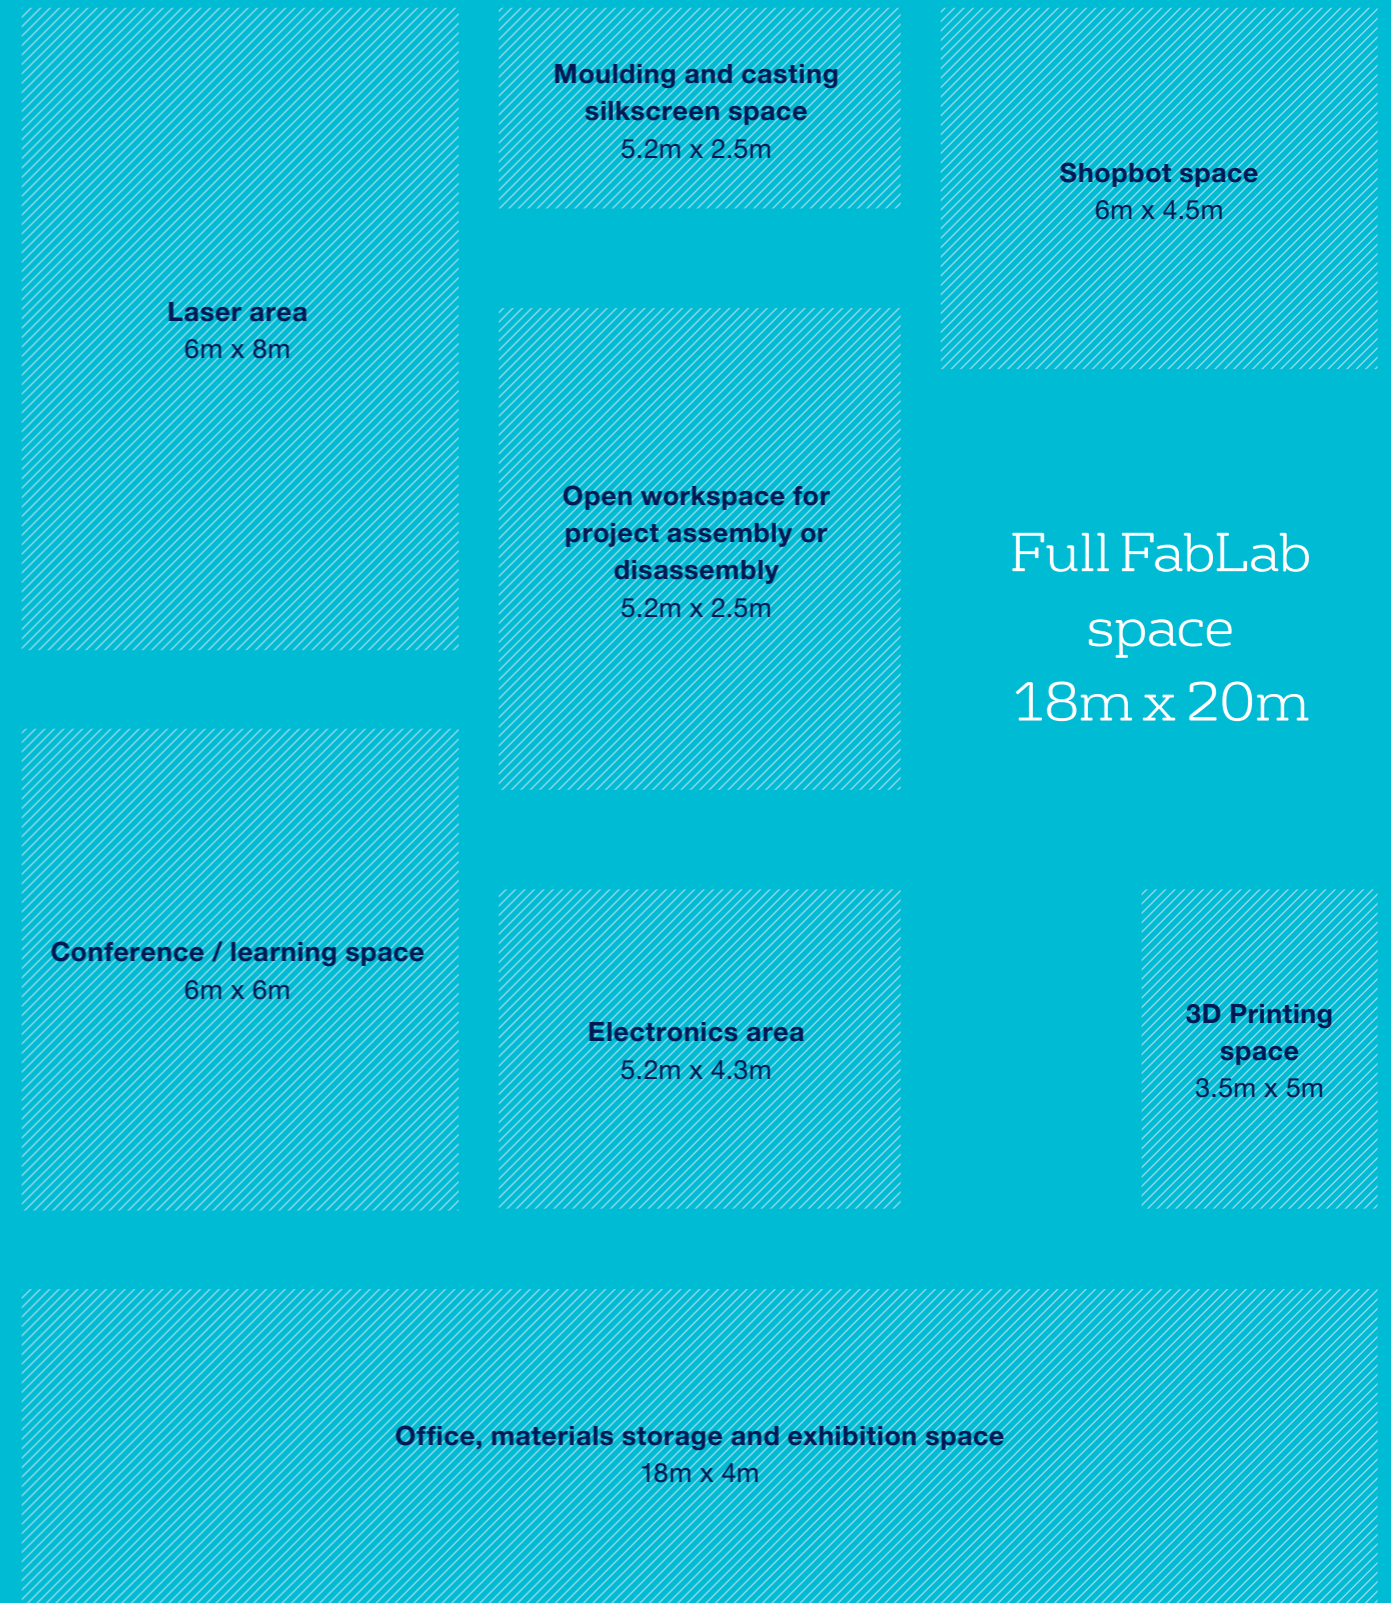 Moulding and casting
silkscreen space
5.2m x 2.5m
Shopbot space
6m x 4.5m
Laser area
6m x 8m
Open workspace for
project assembly or
disassembly
5.2m x 2.5m
Full FabLab
space
18m x 20m
Conference / learning space
6m x 6m
Electronics area
5.2m x 4.3m
3D Printing
space
3.5m x 5m
Office, materials storage and exhibition space
18m x 4m